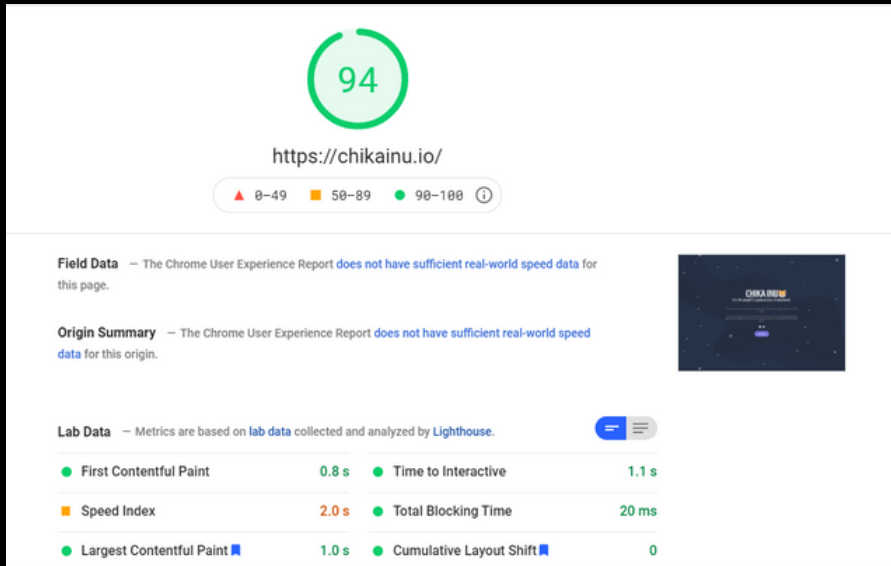 94
https://chikainu.io/
0–49 50–89 90–100
Field Data — The Chrome User Experience Report does not have sufficient real-world speed data for
this page.
CHIKA INU
Origin Summary — The Chrome User Experience Report does not have sufficient real-world speed
data for this origin.
Lab Data — Metrics are based on lab data collected and analyzed by Lighthouse.
First Contentful Paint 0.8 s
Time to Interactive 1.1 s
Speed Index 2.0 s
Total Blocking Time 20 ms
Largest Contentful Paint 1.0 s
Cumulative Layout Shift 0